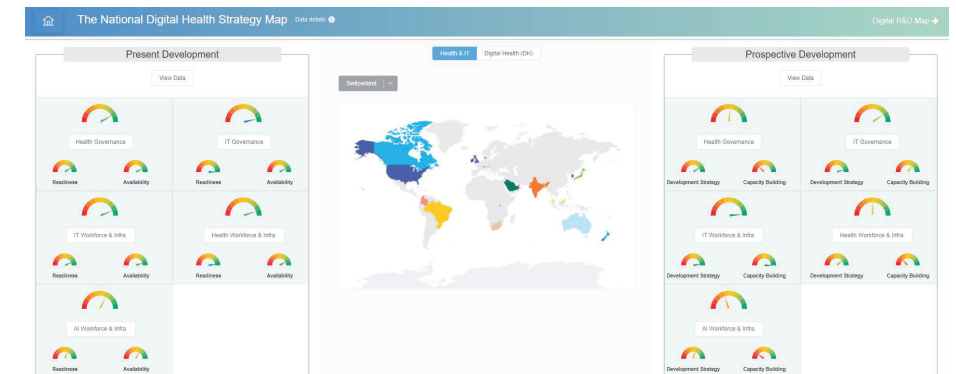 The National Digital Health Strategy Map Data details
Digital R&D Map →
Present Development
View Data
Health Governance
IT Governance
Readiness Availability Readiness Availability
IT Workforce & Infra.
Health Workforce & Infra.
Readiness Availability Readiness Availability
AI Workforce & Infra.
Readiness Availability
Health & IT
Digital Health (DH)
Switzerland
Prospective Development
View Data
Health Governance
IT Governance
Development Strategy Capacity Building Development Strategy Capacity Building
IT Workforce & Infra.
Health Workforce & Infra.
Development Strategy Capacity Building Development Strategy Capacity Building
AI Workforce & Infra.
Development Strategy Capacity Building